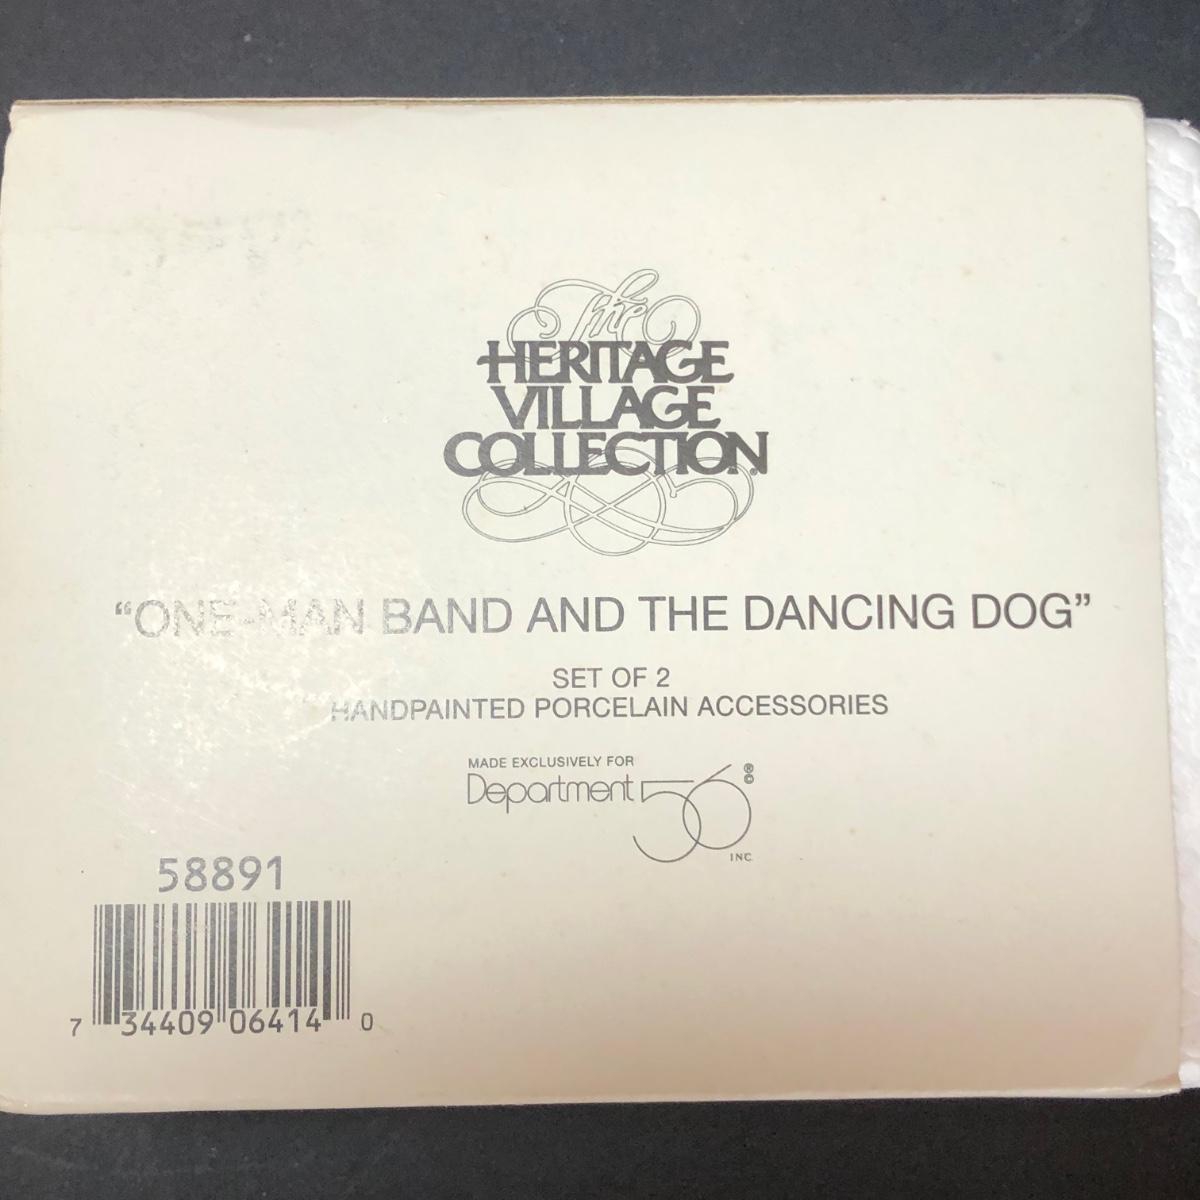 The
HERITAGE
VILLAGE
COLLECTION®
“ONE-MAN BAND AND THE DANCING DOG”
SET OF 2
HANDPAINTED PORCELAIN ACCESSORIES
MADE EXCLUSIVELY FOR
Department 56®©
INC.
58891
7 34409 06414 0